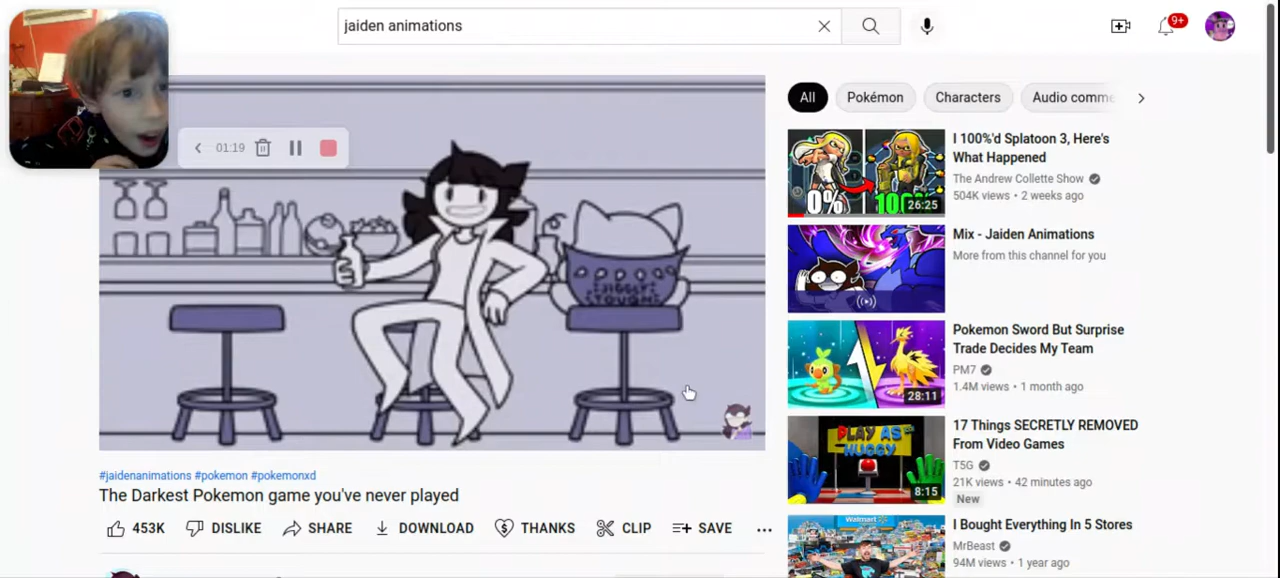 jaiden animations
9+
01:19
All
Pokémon
Characters
Audio comme
#jaidenanimations #pokemon #pokemonxd
The Darkest Pokemon game you've never played
453K
DISLIKE
SHARE
DOWNLOAD
THANKS
CLIP
SAVE
0%
26:25
I 100%'d Splatoon 3, Here's
What Happened
The Andrew Collette Show
504K views • 2 weeks ago
Mix - Jaiden Animations
More from this channel for you
28:11
Pokemon Sword But Surprise
Trade Decides My Team
PM7
1.4M views • 1 month ago
PLAY AS
HUGGY
8:15
17 Things SECRETLY REMOVED
From Video Games
T5G
21K views • 42 minutes ago
New
Walmart
I Bought Everything In 5 Stores
MrBeast
94M views • 1 year ago